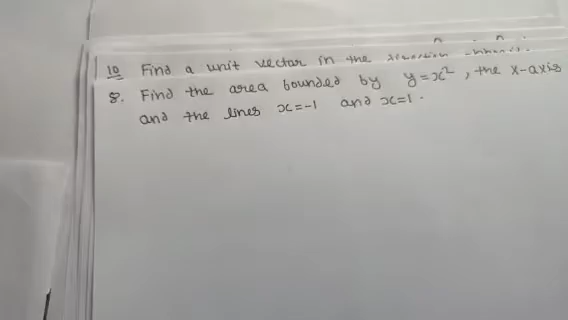 10 Find a unit vector in the
8. Find the area bounded by y=x², the x-axis
and the lines x=-1 and x=1.